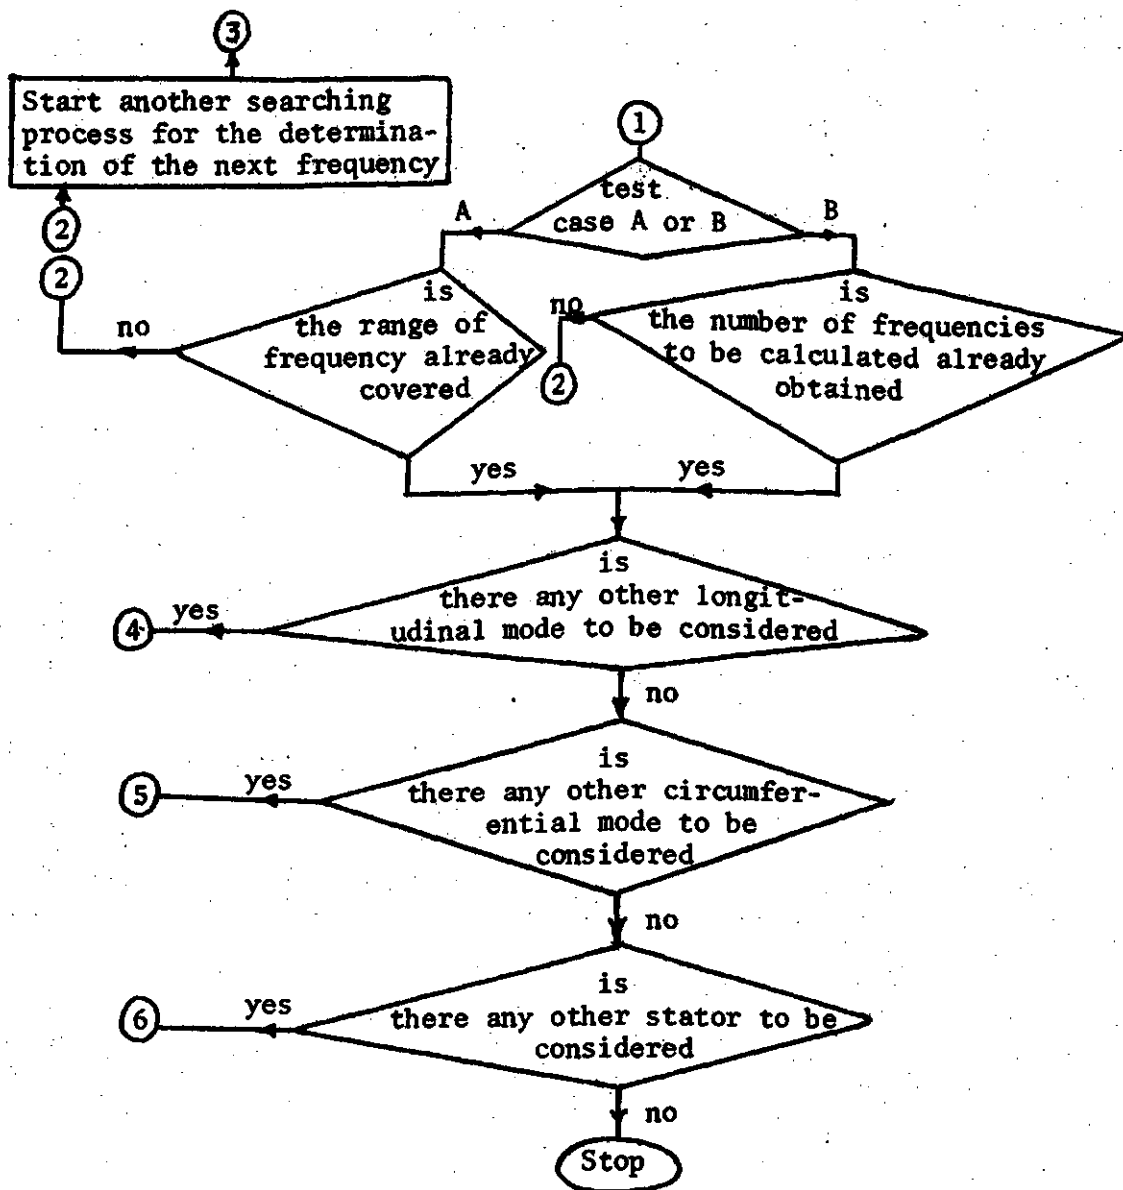 3
Start another searching
process for the determina-
tion of the next frequency
2
2
1
test
case A or B
A
B
is
the range of
frequency already
covered
no
is
the number of frequencies
to be calculated already
obtained
no
2
yes
yes
is
there any other longit-
udinal mode to be considered
yes
4
no
is
there any other circumfer-
ential mode to be
considered
yes
5
no
is
there any other stator to be
considered
yes
6
no
Stop